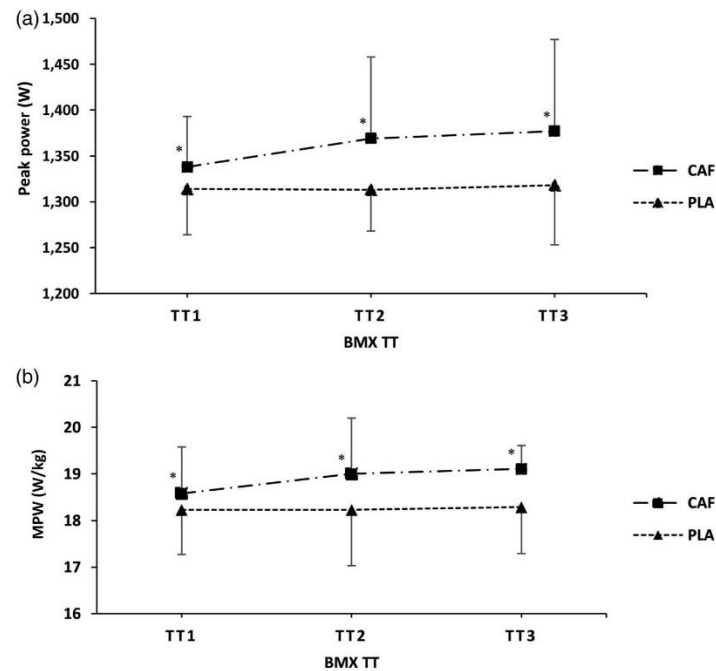 (a)
1,500
1,450
1,400
1,350
1,300
1,250
1,200
Peak power (W)
*
*
*
CAF
PLA
TT1 TT2 TT3
BMX TT
(b)
21
20
19
18
17
16
MPW (W/kg)
*
*
*
CAF
PLA
TT1 TT2 TT3
BMX TT